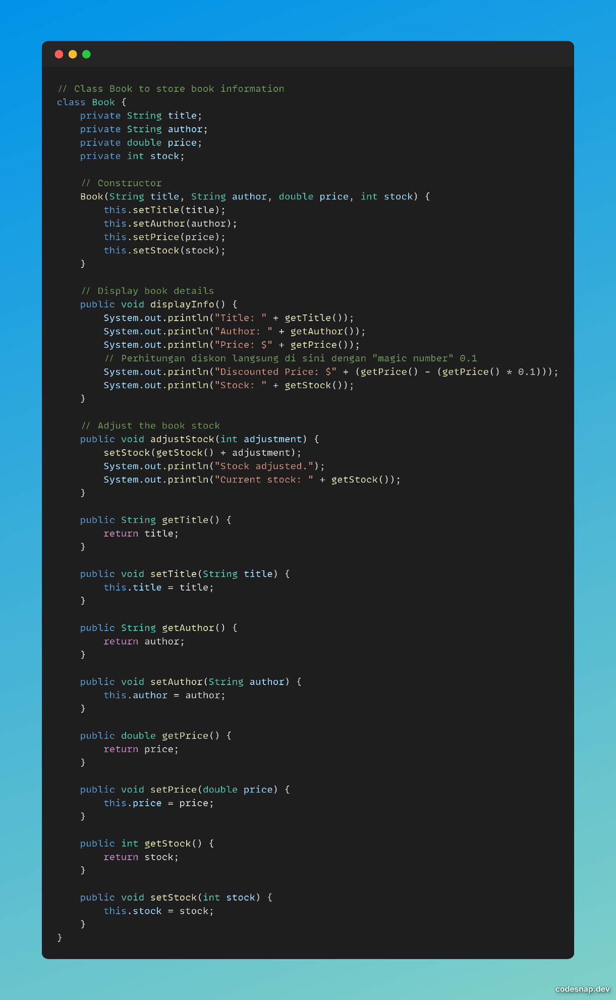 // Class Book to store book information
class Book {
    private String title;
    private String author;
    private double price;
    private int stock;

    // Constructor
    Book(String title, String author, double price, int stock) {
        this.setTitle(title);
        this.setAuthor(author);
        this.setPrice(price);
        this.setStock(stock);
    }

    // Display book details
    public void displayInfo() {
        System.out.println("Title: " + getTitle());
        System.out.println("Author: " + getAuthor());
        System.out.println("Price: $" + getPrice());
        // Perhitungan diskon langsung di sini dengan "magic number" 0.1
        System.out.println("Discounted Price: $" + (getPrice() - (getPrice() * 0.1)));
        System.out.println("Stock: " + getStock());
    }

    // Adjust the book stock
    public void adjustStock(int adjustment) {
        setStock(getStock() + adjustment);
        System.out.println("Stock adjusted.");
        System.out.println("Current stock: " + getStock());
    }

    public String getTitle() {
        return title;
    }

    public void setTitle(String title) {
        this.title = title;
    }

    public String getAuthor() {
        return author;
    }

    public void setAuthor(String author) {
        this.author = author;
    }

    public double getPrice() {
        return price;
    }

    public void setPrice(double price) {
        this.price = price;
    }

    public int getStock() {
        return stock;
    }

    public void setStock(int stock) {
        this.stock = stock;
    }
}
codesnap.dev